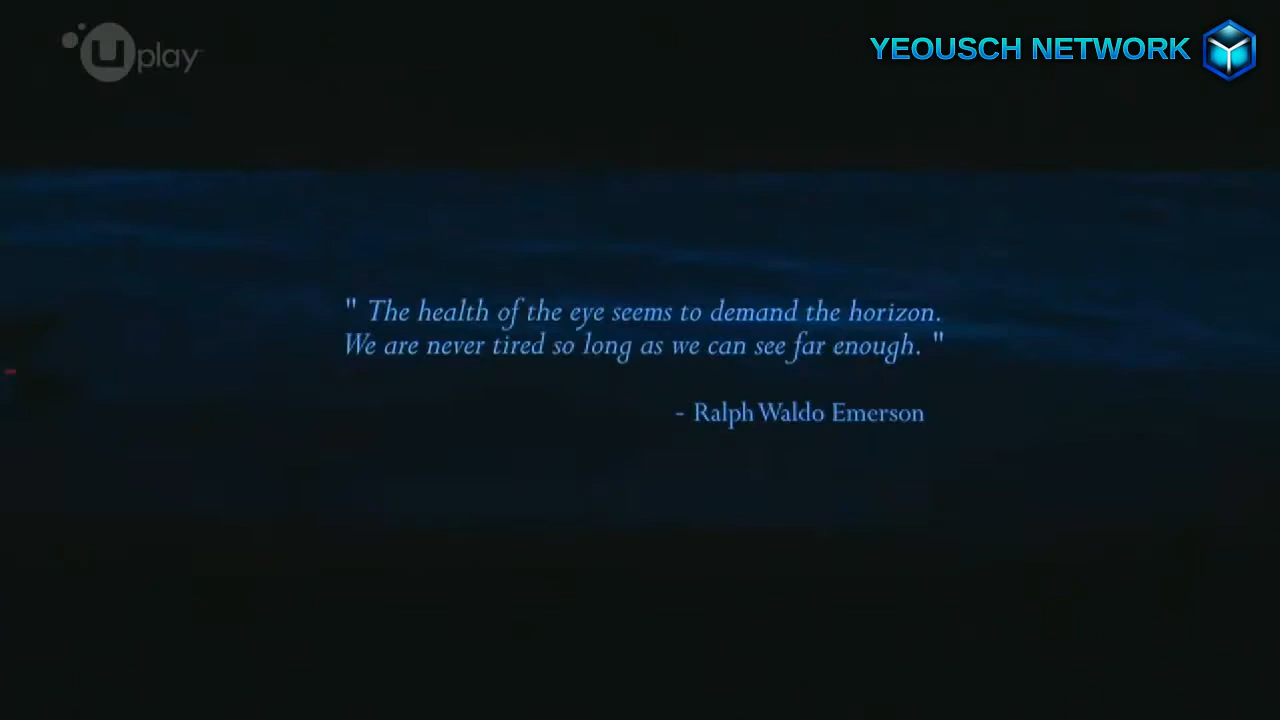 Uplay
YEOUSCH NETWORK
" The health of the eye seems to demand the horizon.
We are never tired so long as we can see far enough. "
- Ralph Waldo Emerson